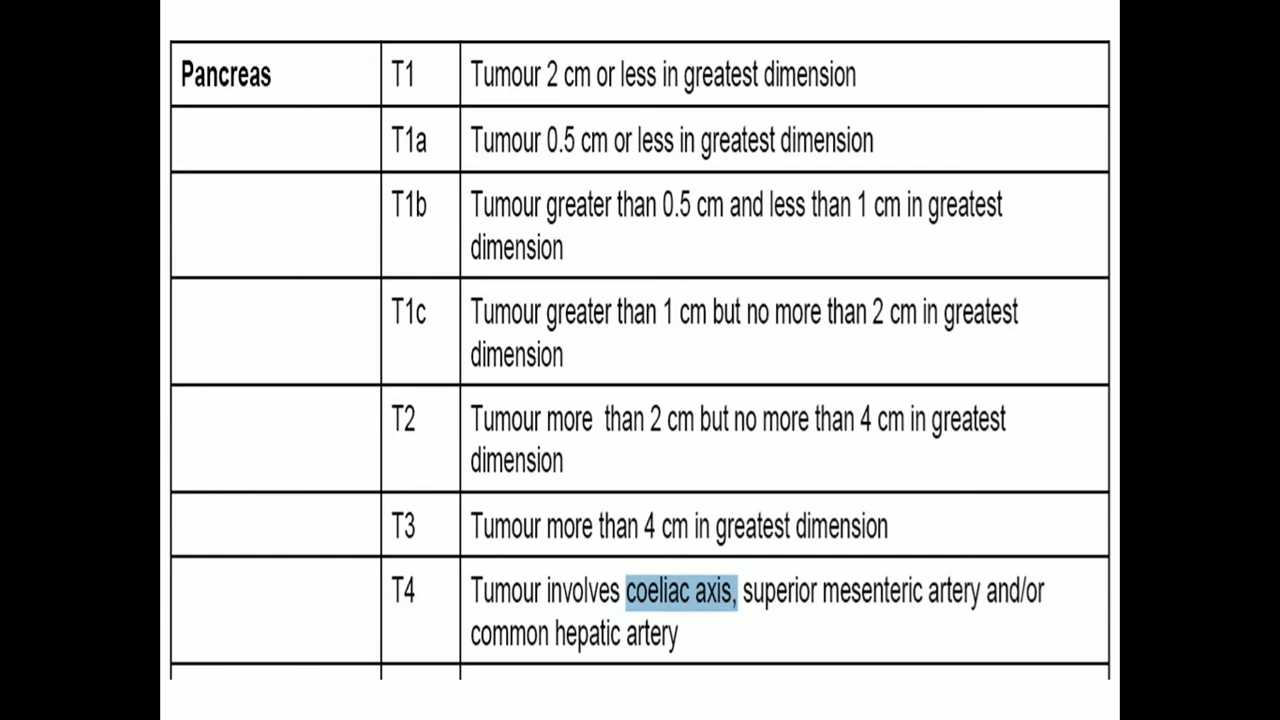 Pancreas T1 Tumour 2 cm or less in greatest dimension
T1a Tumour 0.5 cm or less in greatest dimension
T1b Tumour greater than 0.5 cm and less than 1 cm in greatest
dimension
T1c Tumour greater than 1 cm but no more than 2 cm in greatest
dimension
T2 Tumour more than 2 cm but no more than 4 cm in greatest
dimension
T3 Tumour more than 4 cm in greatest dimension
T4 Tumour involves coeliac axis, superior mesenteric artery and/or
common hepatic artery